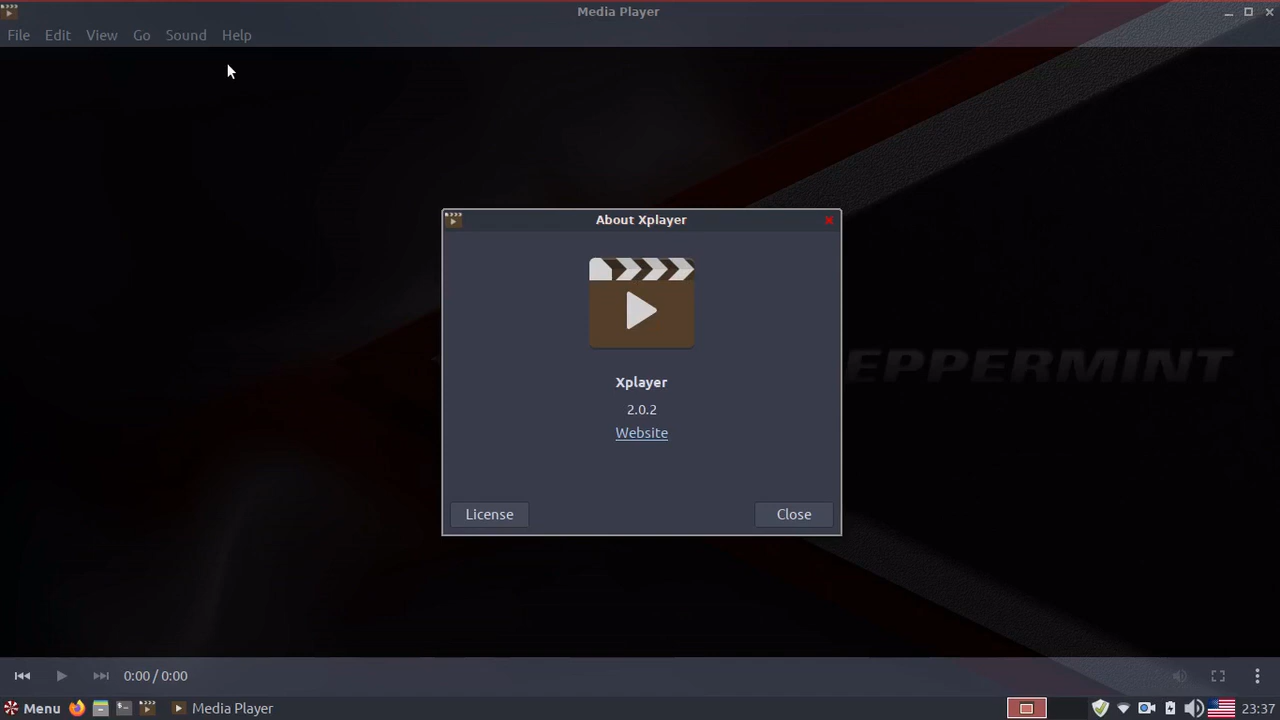 Media Player
File Edit View Go Sound Help
About Xplayer
EPPERMINT
Xplayer
2.0.2
Website
License Close
0:00 / 0:00
Menu Media Player 23:37